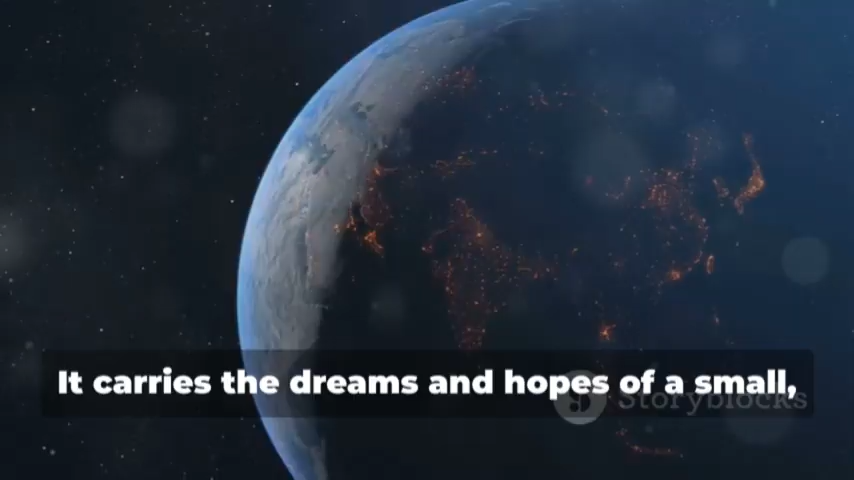 It carries the dreams and hopes of a small,
Storyblocks